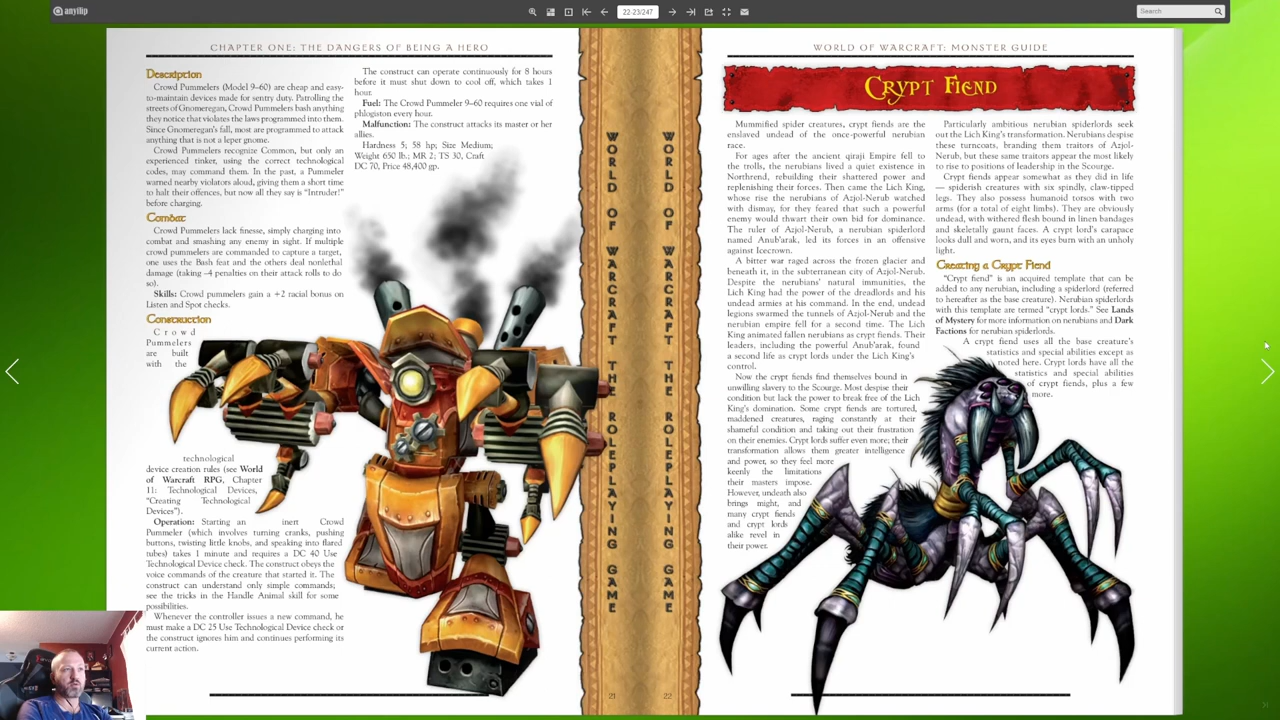 anyflip
22-23/247
Search
CHAPTER ONE: THE DANGERS OF BEING A HERO
Description
Crowd Pummelers (Model 9–60) are cheap and easy-
to-maintain devices made for sentry duty. Patrolling the
streets of Gnomeregan, Crowd Pummelers bash anything
they notice that violates the laws programmed into them.
Since Gnomeregan's fall, most are programmed to attack
anything that is not a leper gnome.
Crowd Pummelers recognize Common, but only an
experienced tinker, using the correct technological
codes, may command them. In the past, a Pummeler
warned nearby violators aloud, giving them a short time
to halt their offences, but now all they say is "Intruder!"
before charging.
Combat
Crowd Pummelers lack finesse, simply charging into
combat and smashing any enemy in sight. If multiple
crowd pummelers are commanded to capture a target,
one uses the Bash feat and the others deal nonlethal
damage (taking –4 penalties on their attack rolls to do
so).
Skills: Crowd pummelers gain a +2 racial bonus on
Listen and Spot checks.
Construction
Crowd
Pummelers
are built
with the
technological
device creation rules (see World
of Warcraft RPG, Chapter
11: Technological Devices,
"Creating Technological
Devices").
Operation: Starting an inert Crowd
Pummeler (which involves turning cranks, pushing
buttons, twisting little knobs, and speaking into flared
tubes) takes 1 minute and requires a DC 40 Use
Technological Device check. The construct obeys the
voice commands of the creature that started it. The
construct can understand only simple commands;
see the tricks in the Handle Animal skill for some
possibilities.
Whenever the controller issues a new command, he
must make a DC 25 Use Technological Device check or
the construct ignores him and continues performing its
current action.
The construct can operate continuously for 8 hours
before it must shut down to cool off, which takes 1
hour.
Fuel: The Crowd Pummeler 9–60 requires one vial of
phlogiston every hour.
Malfunction: The construct attacks its master or her
allies.
Hardness 5; 58 hp; Size Medium;
Weight 650 lb.; MR 2; TS 30, Craft
DC 70, Price 48,400 gp.
WORLD OF WARCRAFT THE ROLEPLAYING GAME
21
WORLD OF WARCRAFT THE ROLEPLAYING GAME
22
WORLD OF WARCRAFT: MONSTER GUIDE
Crypt Fiend
Mummified spider creatures, crypt fiends are the
enslaved undead of the once-powerful nerubian
race.
For ages after the ancient qiraji Empire fell to
the trolls, the nerubians lived a quiet existence in
Northrend, rebuilding their shattered power and
replenishing their forces. Then came the Lich King,
whose rise the nerubians of Azjol-Nerub watched
with dismay, for they feared that such a powerful
enemy would thwart their own bid for dominance.
The ruler of Azjol-Nerub, a nerubian spiderlord
named Anub'arak, led its forces in an offensive
against Icecrown.
A bitter war raged across the frozen glacier and
beneath it, in the subterranean city of Azjol-Nerub.
Despite the nerubians' natural immunities, the
Lich King had the power of the dreadlords and his
undead armies at his command. In the end, undead
legions swarmed the tunnels of Azjol-Nerub and the
nerubian empire fell for a second time. The Lich
King animated fallen nerubians as crypt fiends. Their
leaders, including the powerful Anub'arak, found
a second life as crypt lords under the Lich King's
control.
Now the crypt fiends find themselves bound in
unwilling slavery to the Scourge. Most despise their
condition but lack the power to break free of the Lich
King's domination. Some crypt fiends are tortured,
maddened creatures, raging constantly at their
shameful condition and taking out their frustration
on their enemies. Crypt lords suffer even more; their
transformation allows them greater intelligence
and power, so they feel more
keenly the limitations
their masters impose.
However, undeath also
brings might, and
many crypt fiends
and crypt lords
alike revel in
their power.
Particularly ambitious nerubian spiderlords seek
out the Lich King's transformation. Nerubians despise
these turncoats, branding them traitors of Azjol-
Nerub, but these same traitors appear the most likely
to rise to positions of leadership in the Scourge.
Crypt fiends appear somewhat as they did in life
— spiderish creatures with six spindly, claw-tipped
legs. They also possess humanoid torsos with two
arms (for a total of eight limbs). They are obviously
undead, with withered flesh bound in linen bandages
and skeletally gaunt faces. A crypt lord's carapace
looks dull and worn, and its eyes burn with an unholy
light.
Creating a Crypt Fiend
"Crypt fiend" is an acquired template that can be
added to any nerubian, including a spiderlord (referred
to hereafter as the base creature). Nerubian spiderlords
with this template are termed "crypt lords." See Lands
of Mystery for more information on nerubians and Dark
Factions for nerubian spiderlords.
A crypt fiend uses all the base creature's
statistics and special abilities except as
noted here. Crypt lords have all the
statistics and special abilities
of crypt fiends, plus a few
more.